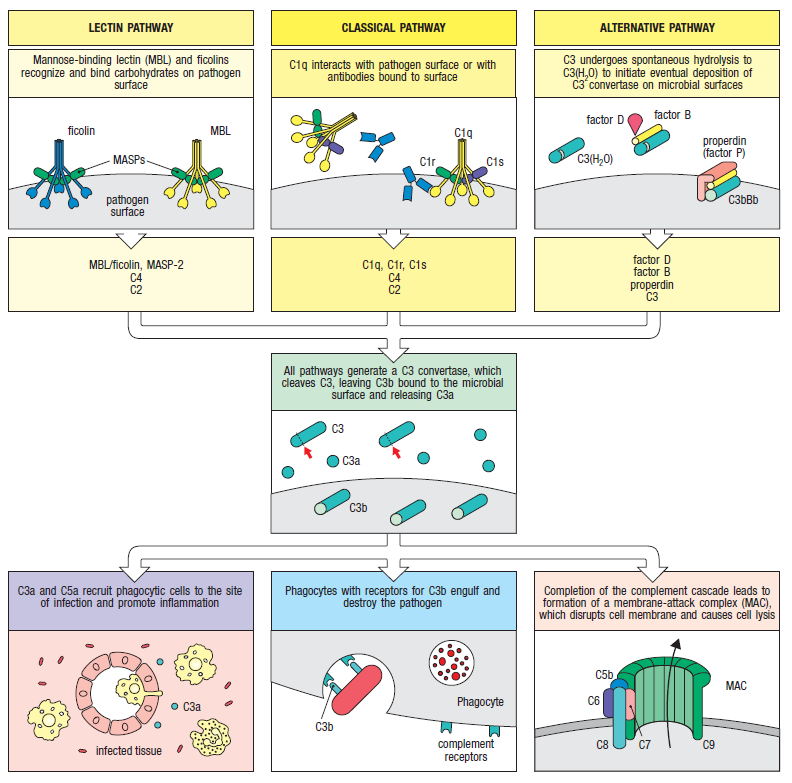 LECTIN PATHWAY
Mannose-binding lectin (MBL) and ficolins
recognize and bind carbohydrates on pathogen
surface
ficolin
MBL
MASPs
pathogen
surface
MBL/ficolin, MASP-2
C4
C2
CLASSICAL PATHWAY
C1q interacts with pathogen surface or with
antibodies bound to surface
C1q
C1r
C1s
C1q, C1r, C1s
C4
C2
ALTERNATIVE PATHWAY
C3 undergoes spontaneous hydrolysis to
C3(H₂O) to initiate eventual deposition of
C3 convertase on microbial surfaces
factor D
factor B
C3(H₂O)
properdin
(factor P)
C3bBb
factor D
factor B
properdin
C3
All pathways generate a C3 convertase, which
cleaves C3, leaving C3b bound to the microbial
surface and releasing C3a
C3
C3a
C3b
C3a and C5a recruit phagocytic cells to the site
of infection and promote inflammation
C3a
infected tissue
Phagocytes with receptors for C3b engulf and
destroy the pathogen
Phagocyte
C3b
complement
receptors
Completion of the complement cascade leads to
formation of a membrane-attack complex (MAC),
which disrupts cell membrane and causes cell lysis
C5b
MAC
C6
C8
C7
C9